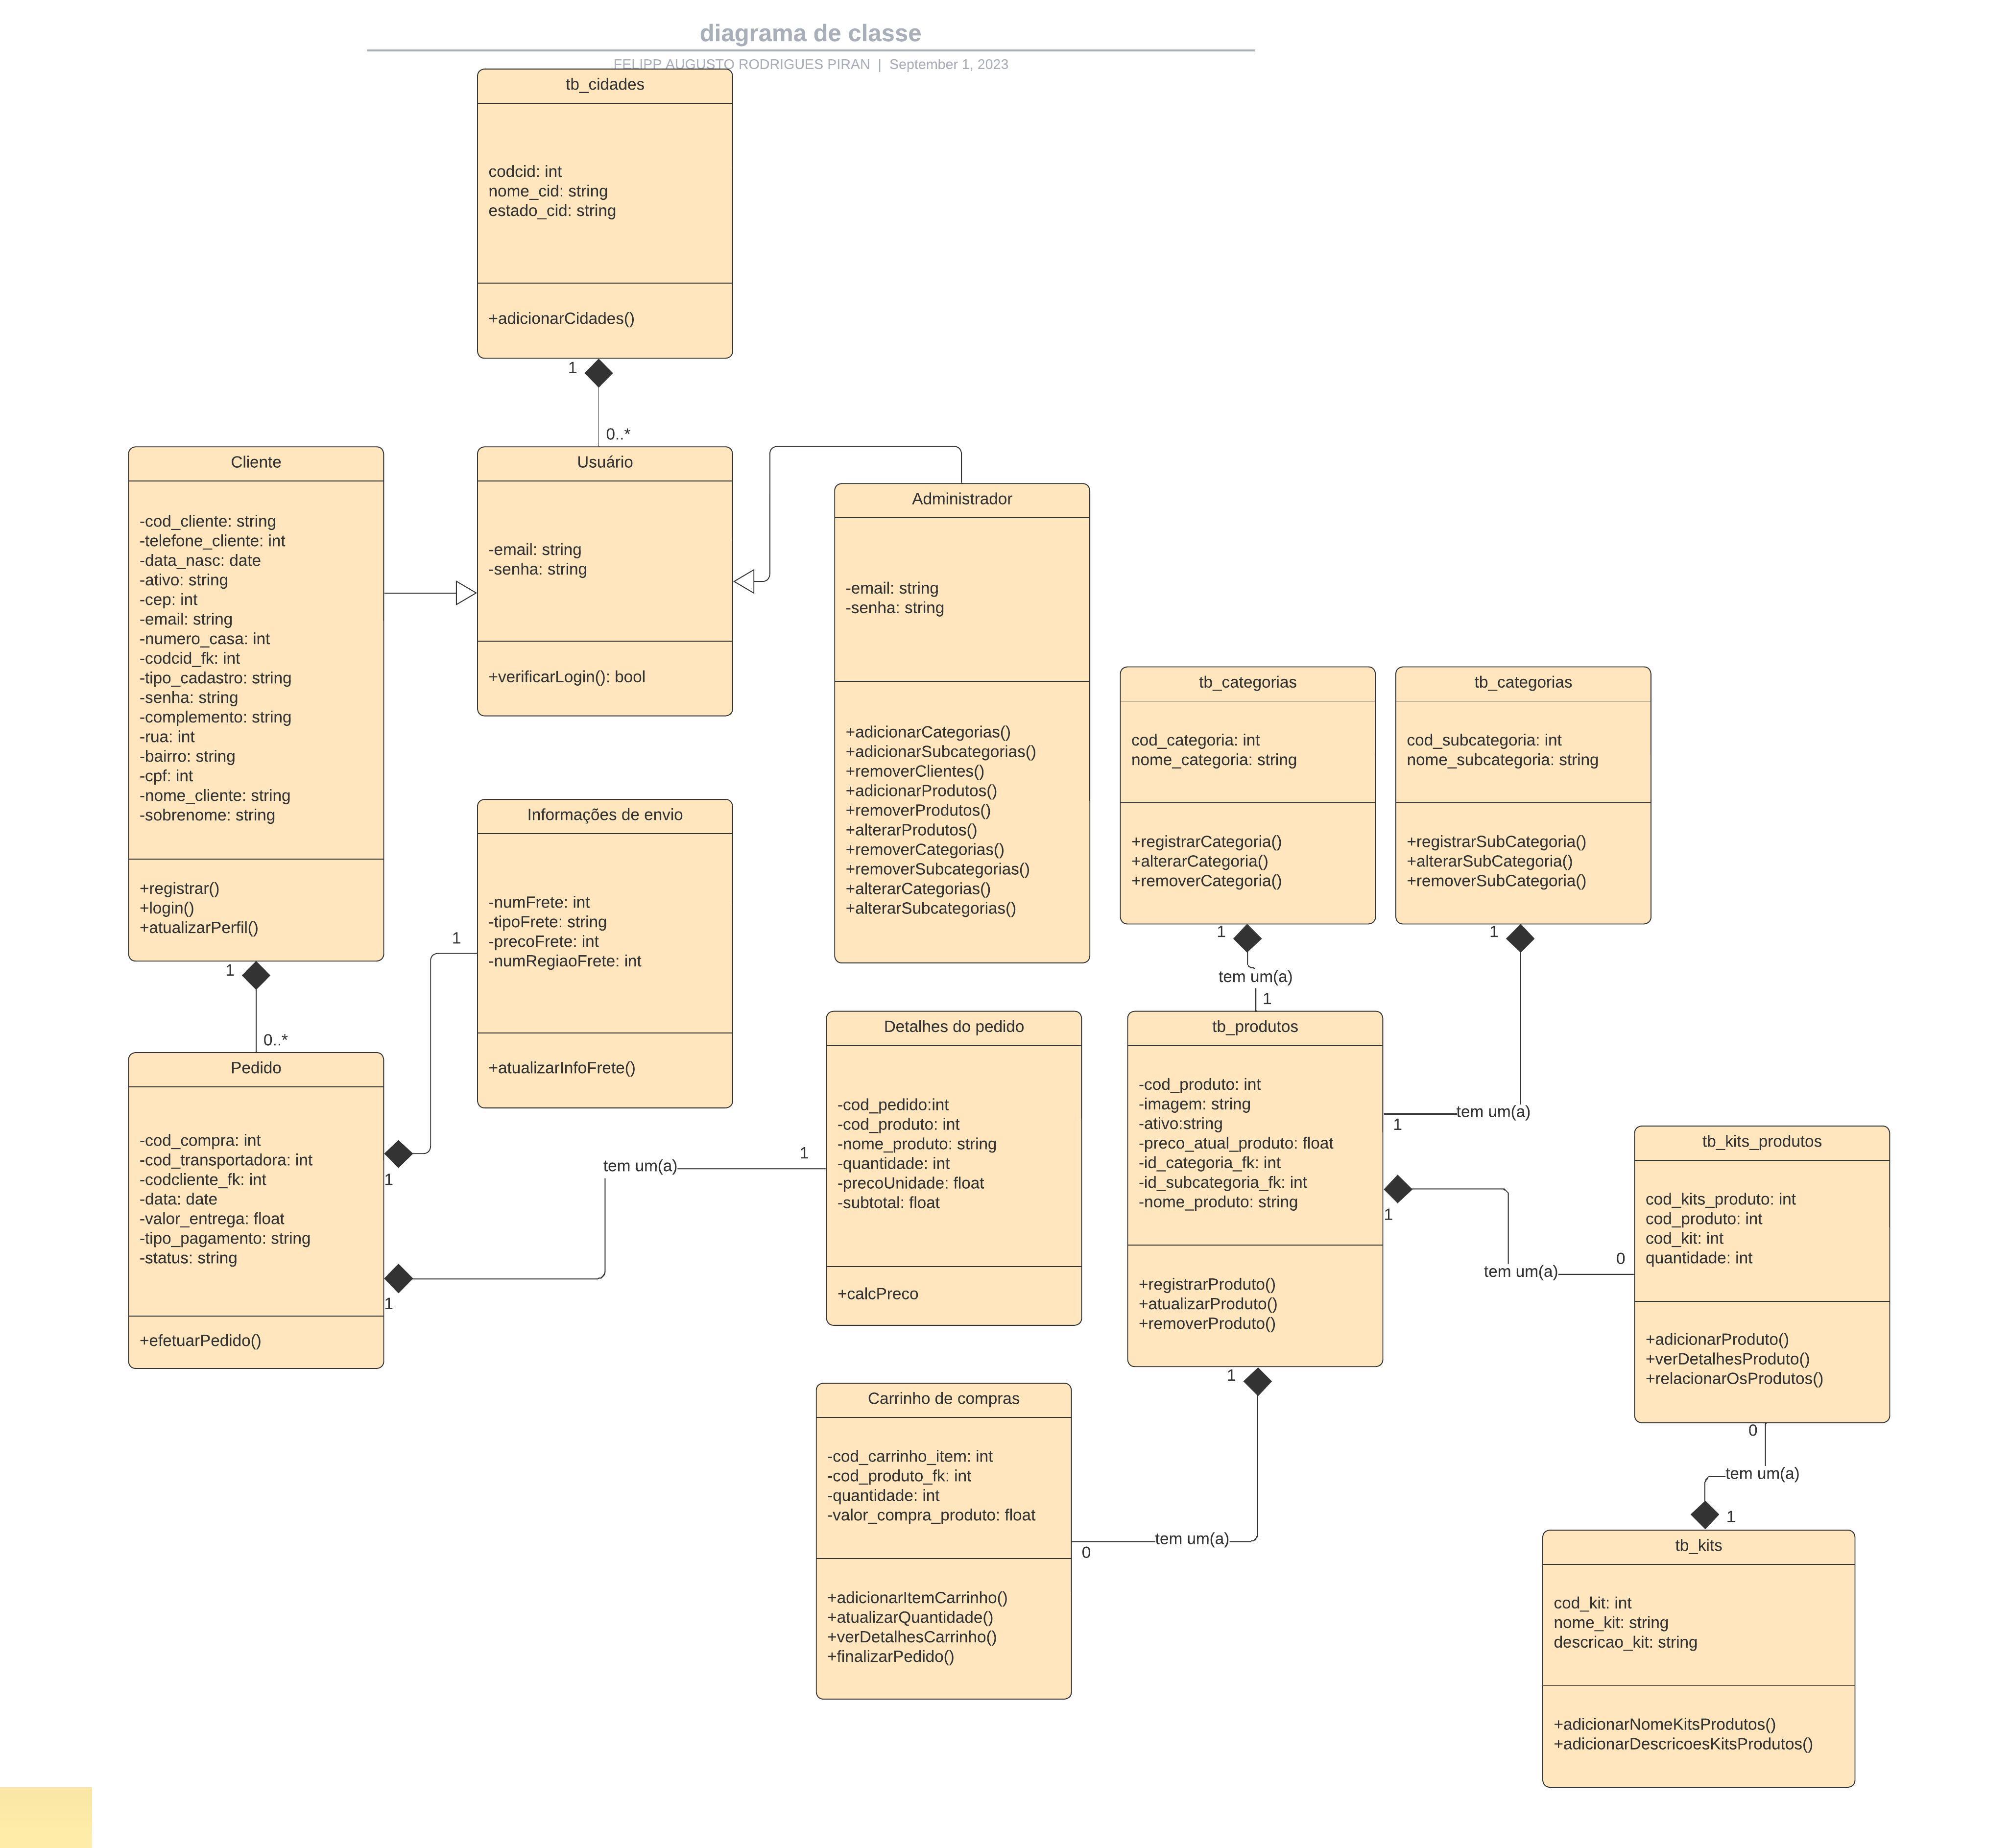 diagrama de classe
FELIPP AUGUSTO RODRIGUES PIRAN | September 1, 2023
tb_cidades
codcid: int
nome_cid: string
estado_cid: string
+adicionarCidades()
1
0..*
Cliente
-cod_cliente: string
-telefone_cliente: int
-data_nasc: date
-ativo: string
-cep: int
-email: string
-numero_casa: int
-codcid_fk: int
-tipo_cadastro: string
-senha: string
-complemento: string
-rua: int
-bairro: string
-cpf: int
-nome_cliente: string
-sobrenome: string
+registrar()
+login()
+atualizarPerfil()
1
0..*
Usuário
-email: string
-senha: string
+verificarLogin(): bool
Administrador
-email: string
-senha: string
+adicionarCategorias()
+adicionarSubcategorias()
+removerClientes()
+adicionarProdutos()
+removerProdutos()
+alterarProdutos()
+removerCategorias()
+removerSubcategorias()
+alterarCategorias()
+alterarSubcategorias()
tb_categorias
cod_categoria: int
nome_categoria: string
+registrarCategoria()
+alterarCategoria()
+removerCategoria()
1
tem um(a)
1
tb_categorias
cod_subcategoria: int
nome_subcategoria: string
+registrarSubCategoria()
+alterarSubCategoria()
+removerSubCategoria()
1
tem um(a)
1
Informações de envio
-numFrete: int
-tipoFrete: string
-precoFrete: int
-numRegiaoFrete: int
+atualizarInfoFrete()
1
1
Pedido
-cod_compra: int
-cod_transportadora: int
-codcliente_fk: int
-data: date
-valor_entrega: float
-tipo_pagamento: string
-status: string
+efetuarPedido()
1
tem um(a)
1
Detalhes do pedido
-cod_pedido:int
-cod_produto: int
-nome_produto: string
-quantidade: int
-precoUnidade: float
-subtotal: float
+calcPreco
tb_produtos
-cod_produto: int
-imagem: string
-ativo:string
-preco_atual_produto: float
-id_categoria_fk: int
-id_subcategoria_fk: int
-nome_produto: string
+registrarProduto()
+atualizarProduto()
+removerProduto()
1
tem um(a)
0
tb_kits_produtos
cod_kits_produto: int
cod_produto: int
cod_kit: int
quantidade: int
+adicionarProduto()
+verDetalhesProduto()
+relacionarOsProdutos()
0
tem um(a)
1
Carrinho de compras
-cod_carrinho_item: int
-cod_produto_fk: int
-quantidade: int
-valor_compra_produto: float
+adicionarItemCarrinho()
+atualizarQuantidade()
+verDetalhesCarrinho()
+finalizarPedido()
1
tem um(a)
0
tb_kits
cod_kit: int
nome_kit: string
descricao_kit: string
+adicionarNomeKitsProdutos()
+adicionarDescricoesKitsProdutos()